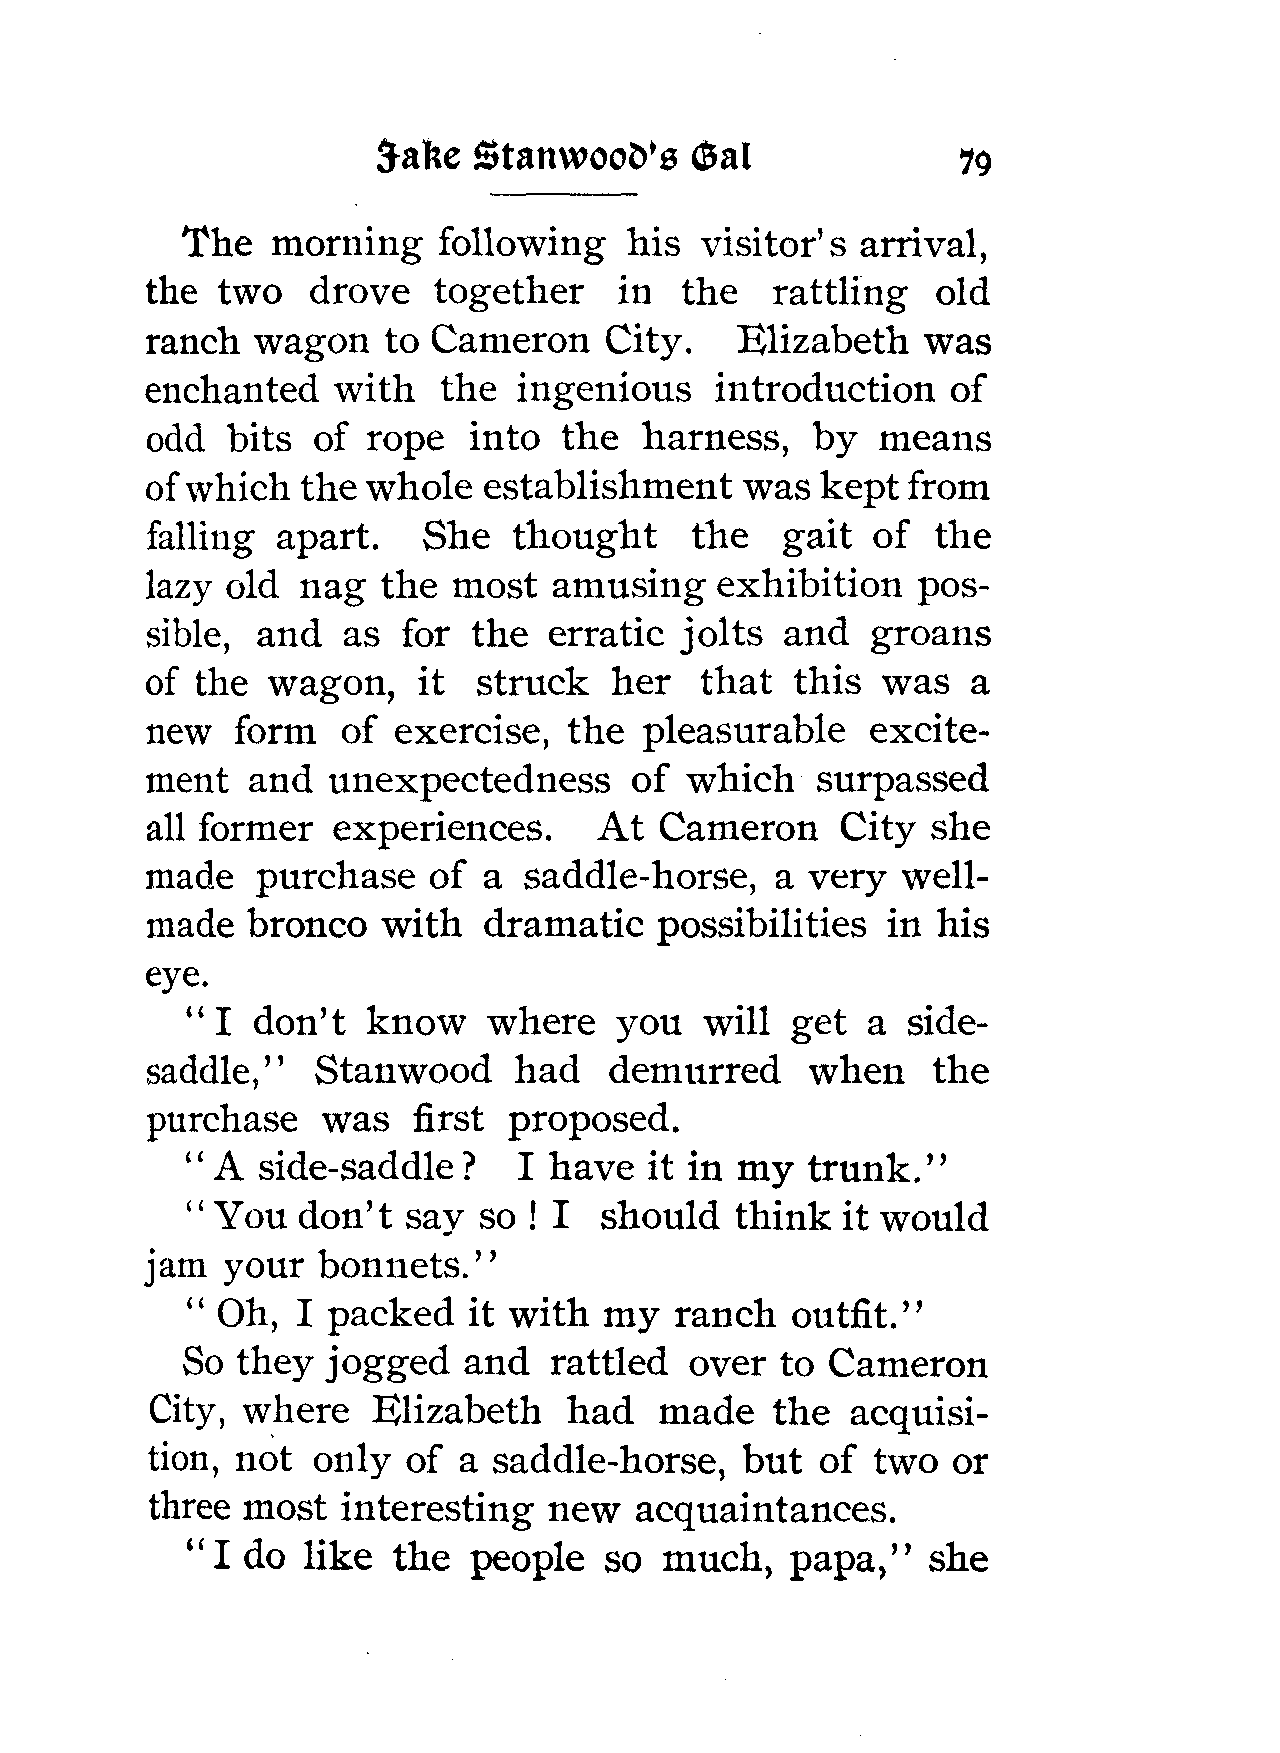 Jake Stanwood's Gal 79
The morning following his visitor's arrival,
the two drove together in the rattling old
ranch wagon to Cameron City. Elizabeth was
enchanted with the ingenious introduction of
odd bits of rope into the harness, by means
of which the whole establishment was kept from
falling apart. She thought the gait of the
lazy old nag the most amusing exhibition pos-
sible, and as for the erratic jolts and groans
of the wagon, it struck her that this was a
new form of exercise, the pleasurable excite-
ment and unexpectedness of which surpassed
all former experiences. At Cameron City she
made purchase of a saddle-horse, a very well-
made bronco with dramatic possibilities in his
eye.
"I don't know where you will get a side-
saddle," Stanwood had demurred when the
purchase was first proposed.
"A side-saddle? I have it in my trunk."
"You don't say so! I should think it would
jam your bonnets."
"Oh, I packed it with my ranch outfit."
So they jogged and rattled over to Cameron
City, where Elizabeth had made the acquisi-
tion, not only of a saddle-horse, but of two or
three most interesting new acquaintances.
"I do like the people so much, papa," she